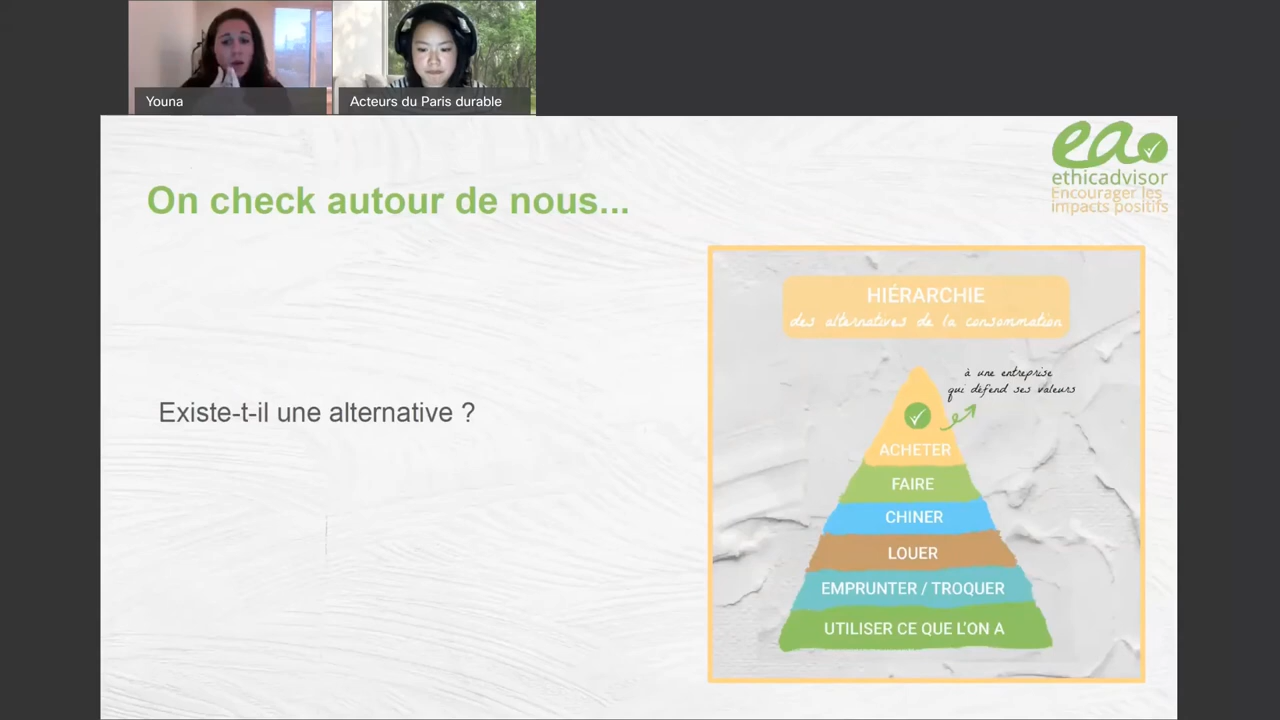 Youna
Acteurs du Paris durable
ea
ethicadvisor
Encourager les
impacts positifs
On check autour de nous...
Existe-t-il une alternative ?
HIÉRARCHIE
des alternatives de la consommation
à une entreprise
qui défend ses valeurs
ACHETER
FAIRE
CHINER
LOUER
EMPRUNTER / TROQUER
UTILISER CE QUE L'ON A